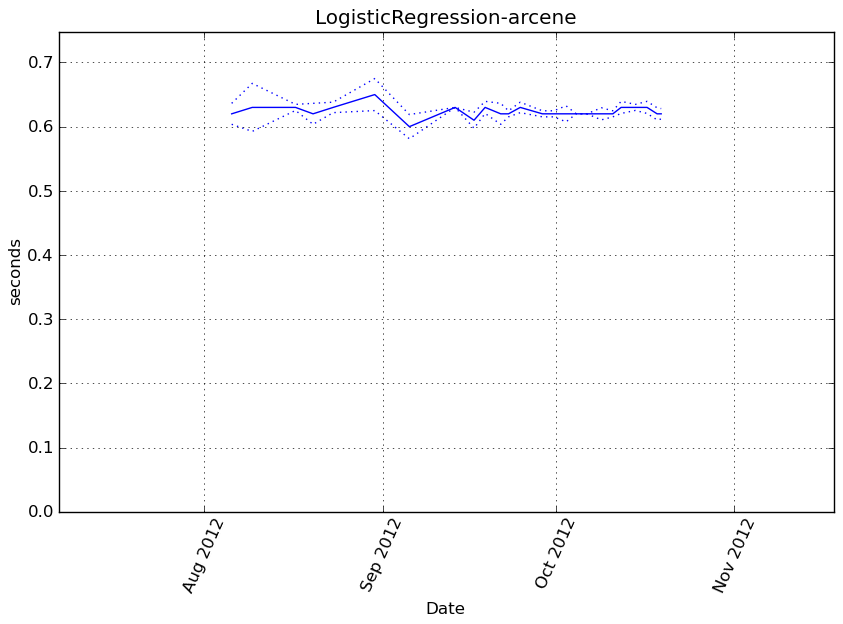 LogisticRegression-arcene
0.7
0.6
0.5
0.4
0.3
0.2
0.1
0.0
seconds
Aug 2012
Sep 2012
Oct 2012
Nov 2012
Date